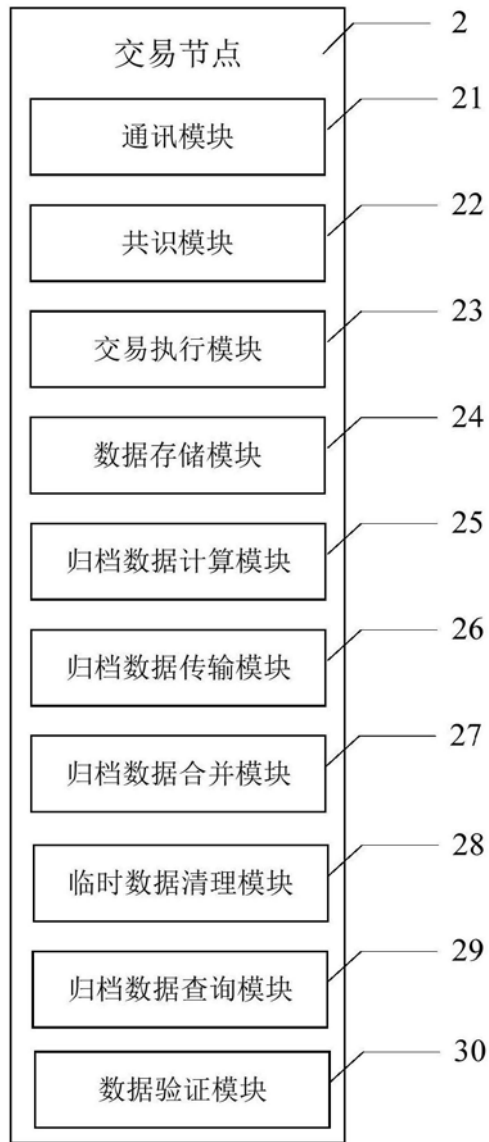 交易节点
2
通讯模块
21
共识模块
22
交易执行模块
23
数据存储模块
24
归档数据计算模块
25
归档数据传输模块
26
归档数据合并模块
27
临时数据清理模块
28
归档数据查询模块
29
数据验证模块
30